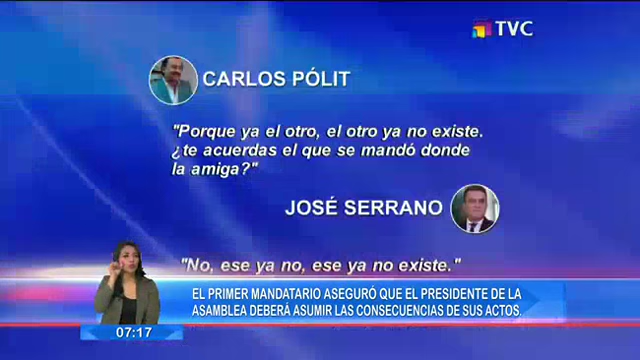 TVC
CARLOS PÓLIT
"Porque ya el otro, el otro ya no existe.
¿te acuerdas el que se mandó donde
la amiga?"
JOSÉ SERRANO
"No, ese ya no, ese ya no existe."
EL PRIMER MANDATARIO ASEGURÓ QUE EL PRESIDENTE DE LA
ASAMBLEA DEBERÁ ASUMIR LAS CONSECUENCIAS DE SUS ACTOS.
07:17